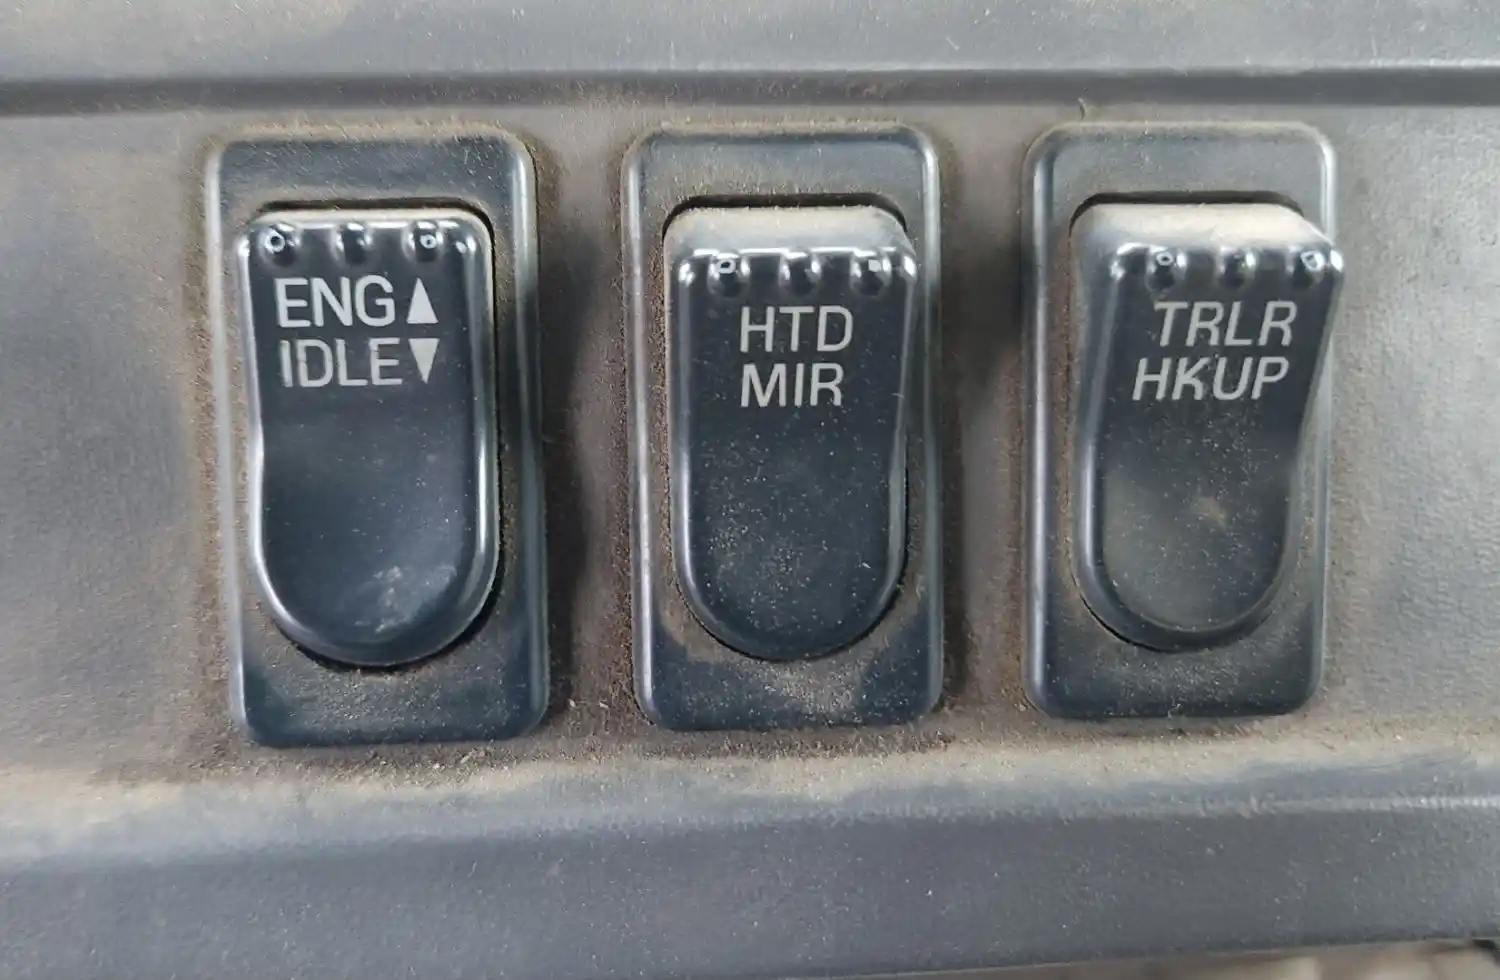 ENG▲
IDLE▼
HTD
MIR
TRLR
HKUP